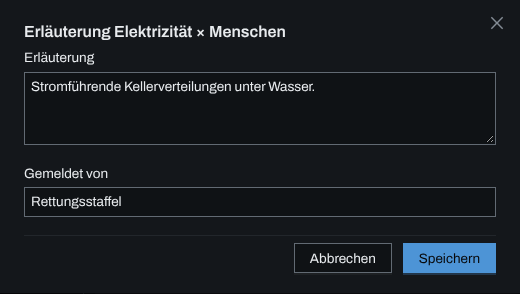 Erläuterung Elektrizität × Menschen
Erläuterung
Stromführende Kellerverteilungen unter Wasser.
Gemeldet von
Rettungsstaffel
Abbrechen
Speichern